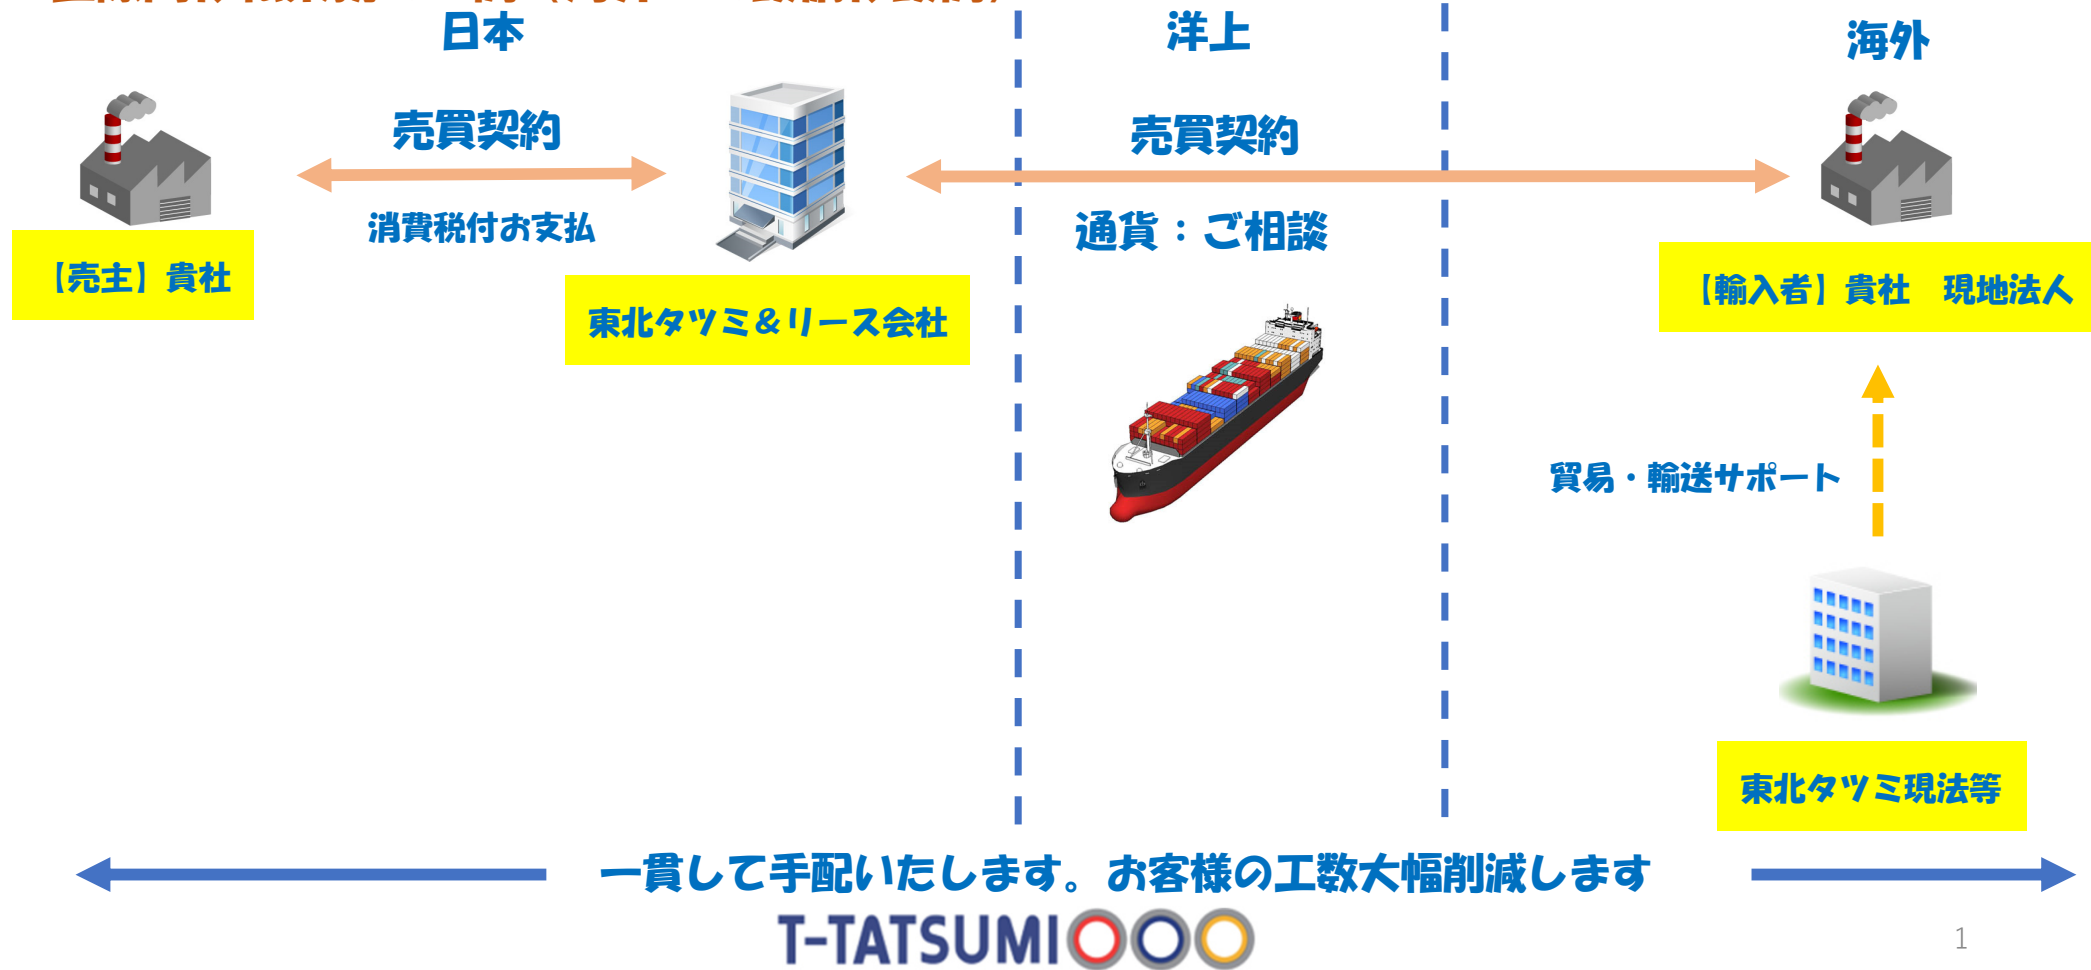 日本
洋上
海外
売買契約
売買契約
消費税付お支払
通貨：ご相談
【売主】貴社
東北タツミ＆リース会社
【輸入者】貴社　現地法人
貿易・輸送サポート
東北タツミ現法等
一貫して手配いたします。お客様の工数大幅削減します
T-TATSUMI
1